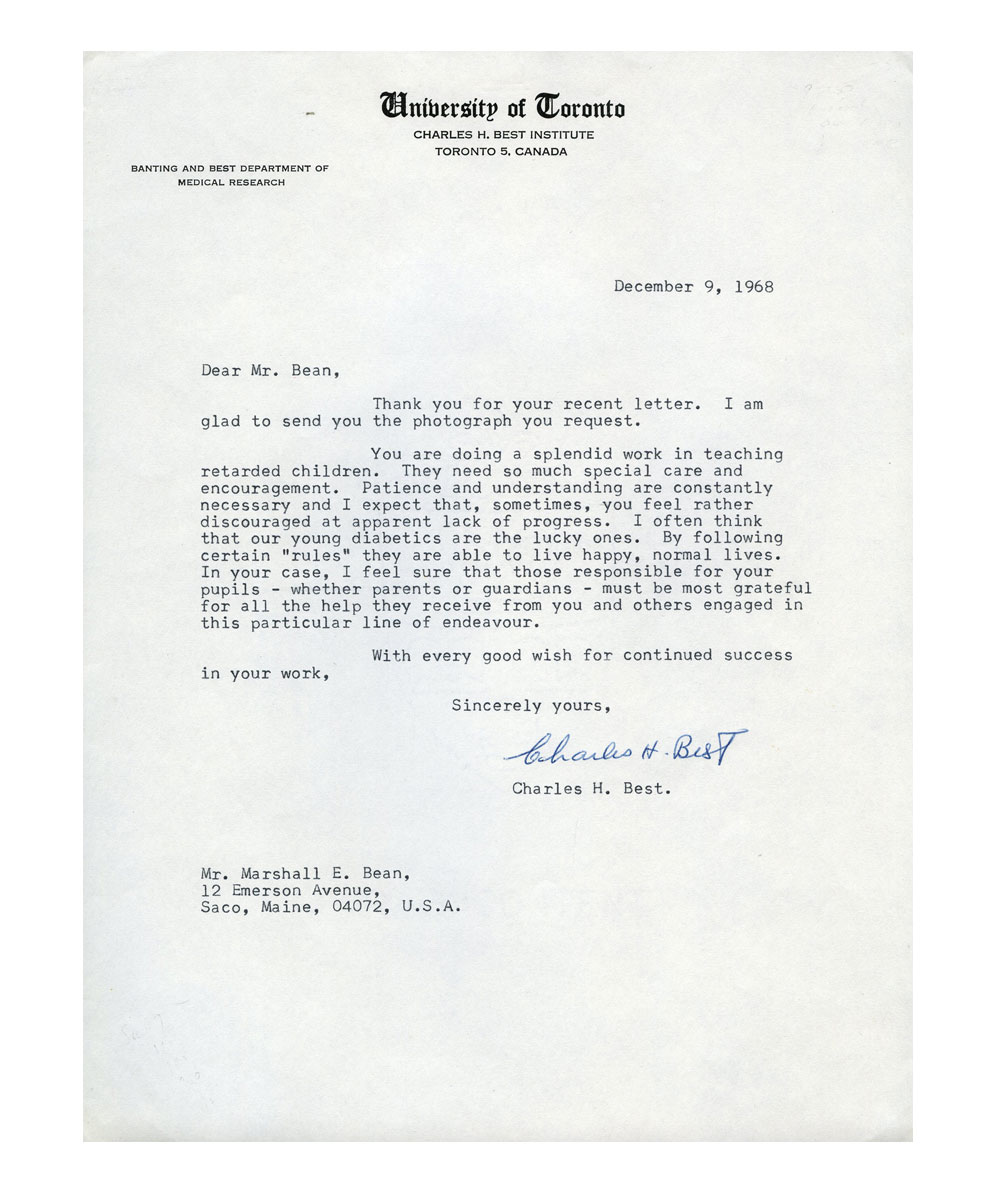 University of Toronto
CHARLES H. BEST INSTITUTE
TORONTO 5, CANADA
BANTING AND BEST DEPARTMENT OF
MEDICAL RESEARCH
December 9, 1968
Dear Mr. Bean,
Thank you for your recent letter. I am
glad to send you the photograph you request.
You are doing a splendid work in teaching
retarded children. They need so much special care and
encouragement. Patience and understanding are constantly
necessary and I expect that, sometimes, you feel rather
discouraged at apparent lack of progress. I often think
that our young diabetics are the lucky ones. By following
certain "rules" they are able to live happy, normal lives.
In your case, I feel sure that those responsible for your
pupils - whether parents or guardians - must be most grateful
for all the help they receive from you and others engaged in
this particular line of endeavour.
With every good wish for continued success
in your work,
Sincerely yours,
Charles H. Best
Charles H. Best.
Mr. Marshall E. Bean,
12 Emerson Avenue,
Saco, Maine, 04072, U.S.A.